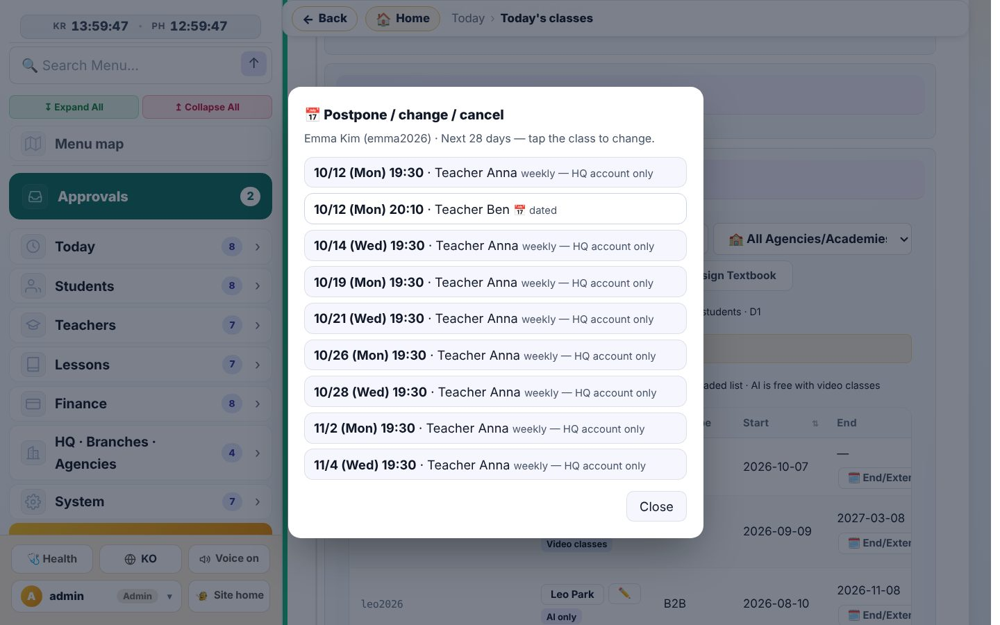 KR 13:59:47 • PH 12:59:47
Search Menu...
↧ Expand All
↥ Collapse All
Menu map
Approvals 2
Today 8
Students 8
Teachers 7
Lessons 7
Finance 8
HQ · Branches ·
Agencies 4
System 7
Health
KO
Voice on
A admin Admin ▾
Site home
← Back
Home
Today › Today's classes
Postpone / change / cancel
Emma Kim (emma2026) · Next 28 days — tap the class to change.
10/12 (Mon) 19:30 · Teacher Anna weekly — HQ account only
10/12 (Mon) 20:10 · Teacher Ben 📅 dated
10/14 (Wed) 19:30 · Teacher Anna weekly — HQ account only
10/19 (Mon) 19:30 · Teacher Anna weekly — HQ account only
10/21 (Wed) 19:30 · Teacher Anna weekly — HQ account only
10/26 (Mon) 19:30 · Teacher Anna weekly — HQ account only
10/28 (Wed) 19:30 · Teacher Anna weekly — HQ account only
11/2 (Mon) 19:30 · Teacher Anna weekly — HQ account only
11/4 (Wed) 19:30 · Teacher Anna weekly — HQ account only
Close
All Agencies/Academies
Textbook
students · D1
list · AI is free with video classes
Start
End
2026-10-07
—
End/Exter
2026-09-09
2027-03-08
End/Exter
Video classes
leo2026
Leo Park
AI only
B2B
2026-08-10
2026-11-08
End/Exter